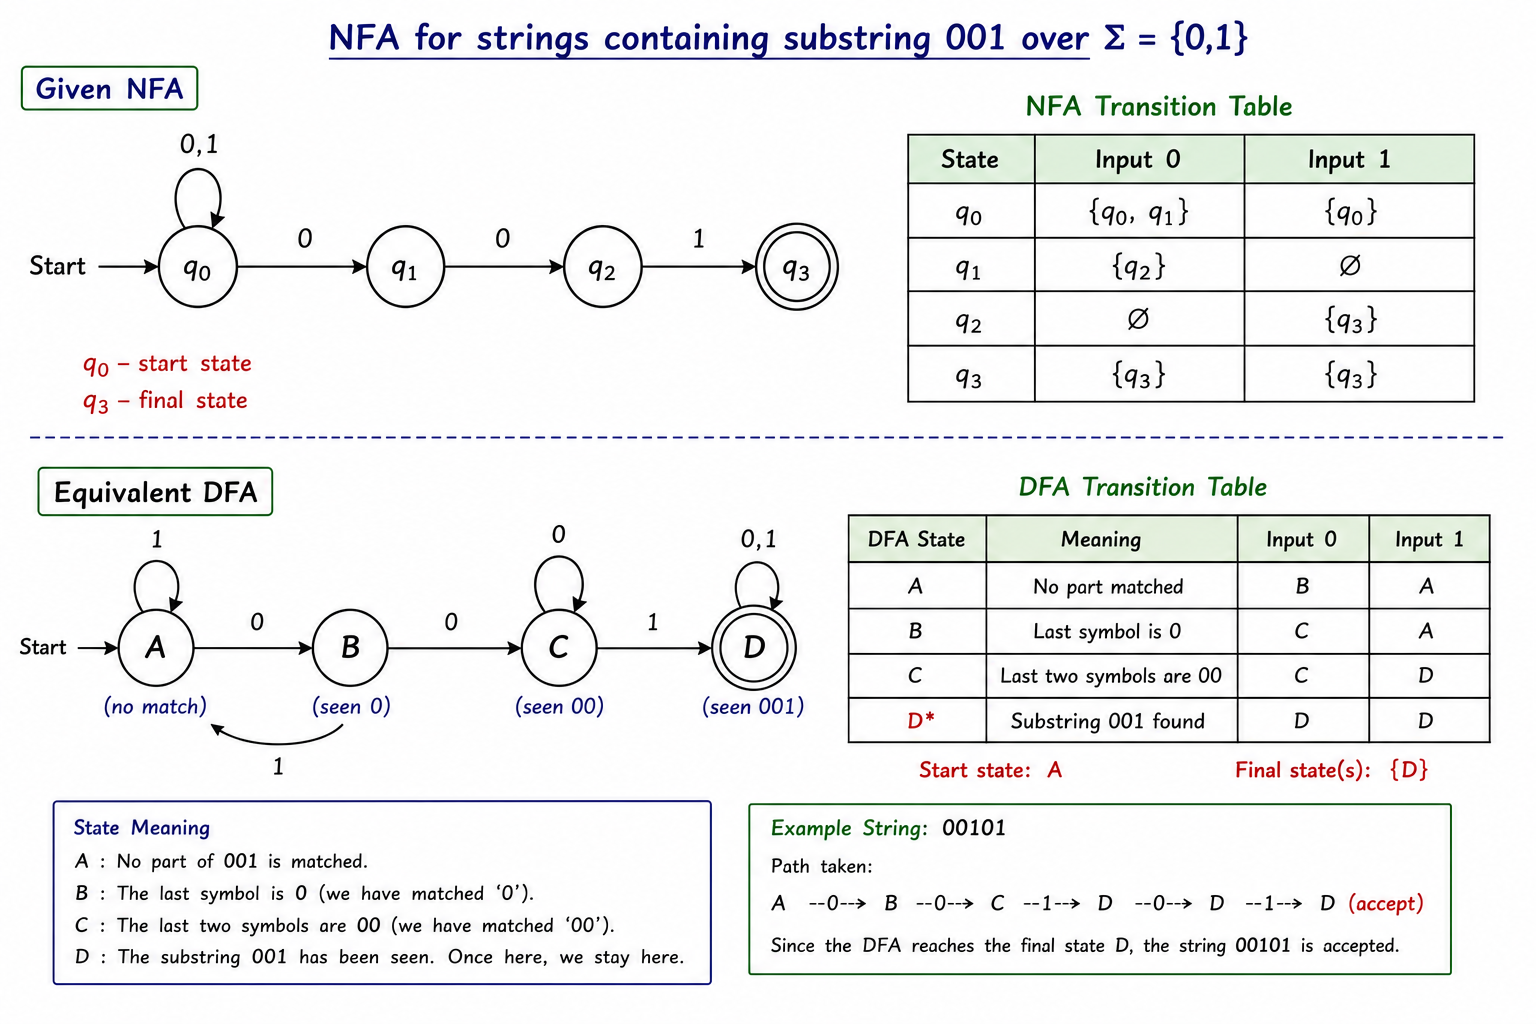 NFA for strings containing substring 001 over Σ = {0,1}
Given NFA
0,1
Start
q₀
0
q₁
0
q₂
1
q₃
q₀ – start state
q₃ – final state
NFA Transition Table
State Input 0 Input 1
q₀ {q₀, q₁} {q₀}
q₁ {q₂} ∅
q₂ ∅ {q₃}
q₃ {q₃} {q₃}
Equivalent DFA
1
0
0,1
Start
A
0
B
0
C
1
D
(no match)
(seen 0)
(seen 00)
(seen 001)
1
DFA Transition Table
DFA State Meaning Input 0 Input 1
A No part matched B A
B Last symbol is 0 C A
C Last two symbols are 00 C D
D* Substring 001 found D D
Start state: A
Final state(s): {D}
State Meaning
A : No part of 001 is matched.
B : The last symbol is 0 (we have matched ‘0’).
C : The last two symbols are 00 (we have matched ‘00’).
D : The substring 001 has been seen. Once here, we stay here.
Example String: 00101
Path taken:
A --0--> B --0--> C --1--> D --0--> D --1--> D (accept)
Since the DFA reaches the final state D, the string 00101 is accepted.